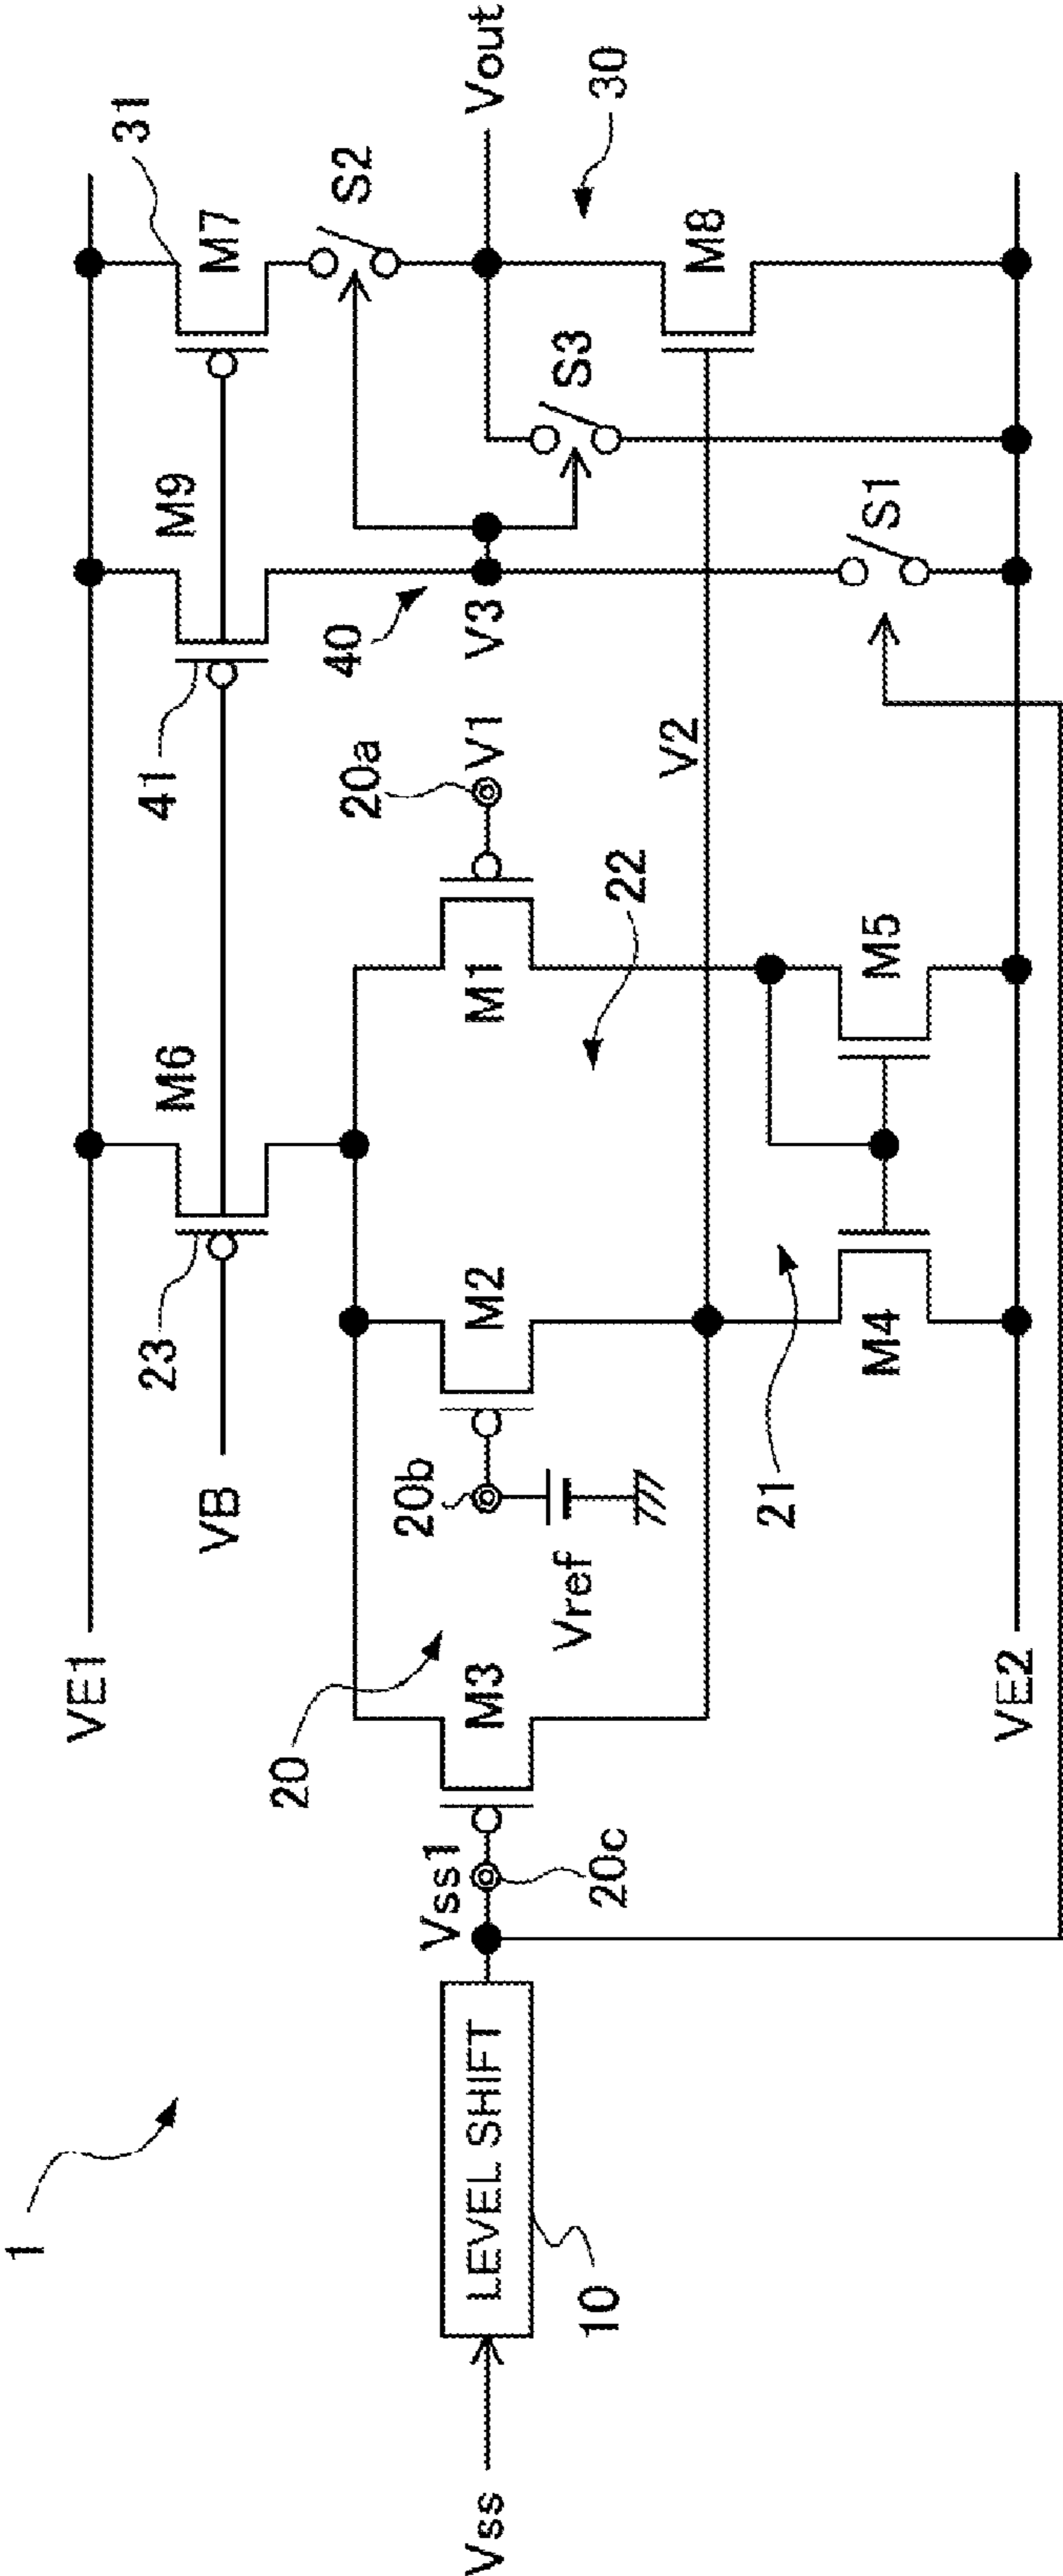 1
Vss
LEVEL SHIFT
10
Vss1
20c
VE1
VB
23
M6
41
M9
31
M7
S2
Vout
30
20
M3
20b
Vref
M2
M1
20a
V1
V3
40
22
S3
M8
V2
21
M4
M5
S1
VE2